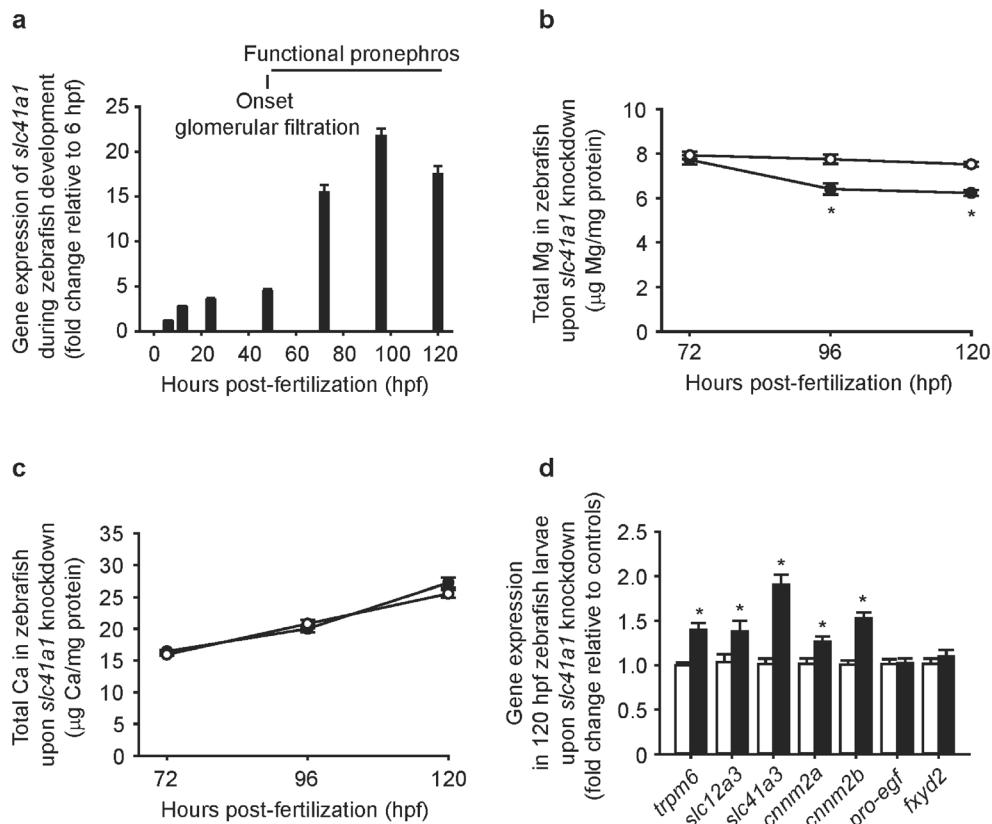 a
Functional pronephros
Onset
glomerular filtration
Gene expression of slc41a1
during zebrafish development
(fold change relative to 6 hpf)
25
20
15
10
5
0
0 20 40 60 80 100 120
Hours post-fertilization (hpf)
b
Total Mg in zebrafish
upon slc41a1 knockdown
(µg Mg/mg protein)
10
8
6
4
2
0
* *
72 96 120
Hours post-fertilization (hpf)
c
Total Ca in zebrafish
upon slc41a1 knockdown
(µg Ca/mg protein)
35
30
25
20
15
10
5
0
72 96 120
Hours post-fertilization (hpf)
d
Gene expression
in 120 hpf zebrafish larvae
upon slc41a1 knockdown
(fold change relative to controls)
2.5
2.0
1.5
1.0
0.5
0
* * * * *
trpm6
slc12a3
slc41a3
cnnm2a
cnnm2b
pro-egf
fxyd2